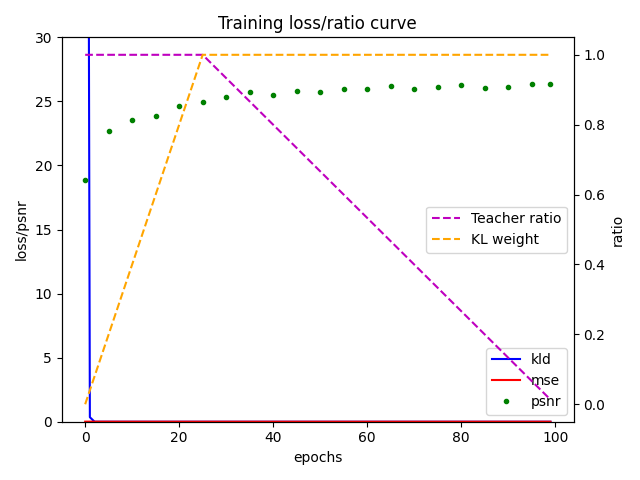 Training loss/ratio curve
30
25
20
15
10
5
0
loss/psnr
0 20 40 60 80 100
epochs
1.0
0.8
0.6
0.4
0.2
0.0
ratio
Teacher ratio
KL weight
kld
mse
psnr